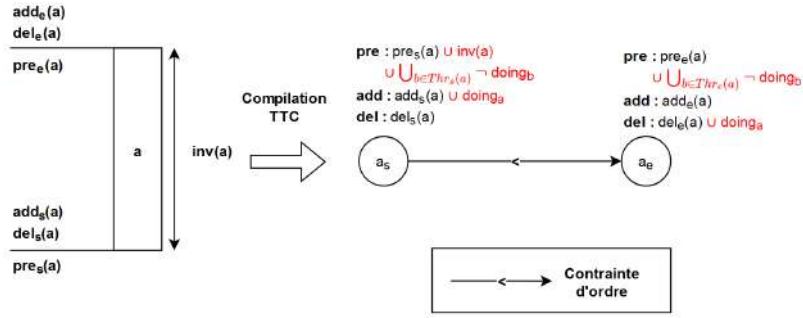 add_e(a)
del_e(a)
pre_e(a)
a
inv(a)
add_s(a)
del_s(a)
pre_s(a)
Compilation
TTC
pre : pre_s(a) ∪ inv(a)
∪ ⋃_{b∈Thr_s(a)} ¬ doing_b
add : add_s(a) ∪ doing_a
del : del_s(a)
a_s
<
pre : pre_e(a)
∪ ⋃_{b∈Thr_e(a)} ¬ doing_b
add : add_e(a)
del : del_e(a) ∪ doing_a
a_e
<
Contrainte
d'ordre